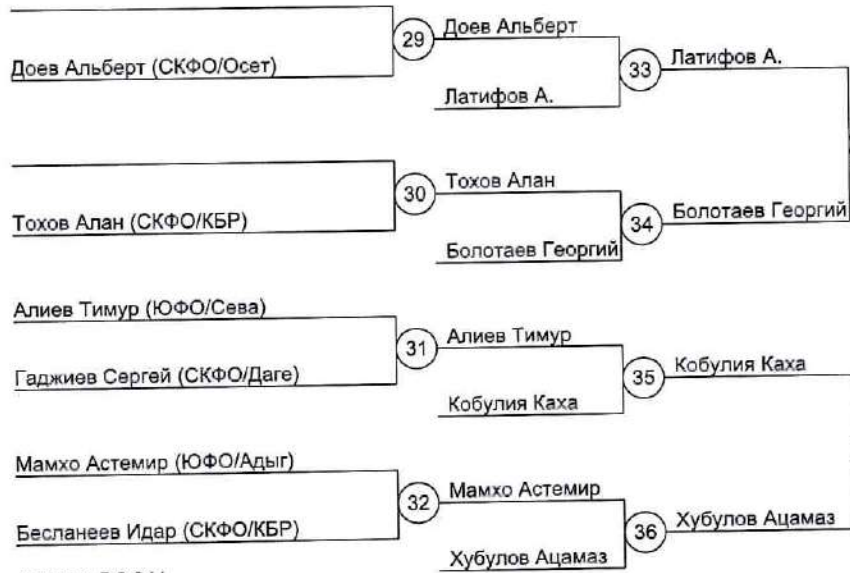 29
Доев Альберт
Доев Альберт (СКФО/Осет)
33
Латифов А.
Латифов А.
30
Тохов Алан
Тохов Алан (СКФО/КБР)
34
Болотаев Георгий
Болотаев Георгий
Алиев Тимур (ЮФО/Сева)
31
Алиев Тимур
Гаджиев Сергей (СКФО/Даге)
35
Кобулия Каха
Кобулия Каха
Мамхо Астемир (ЮФО/Адыг)
32
Мамхо Астемир
Бесланеев Идар (СКФО/КБР)
36
Хубулов Ацамаз
Хубулов Ацамаз